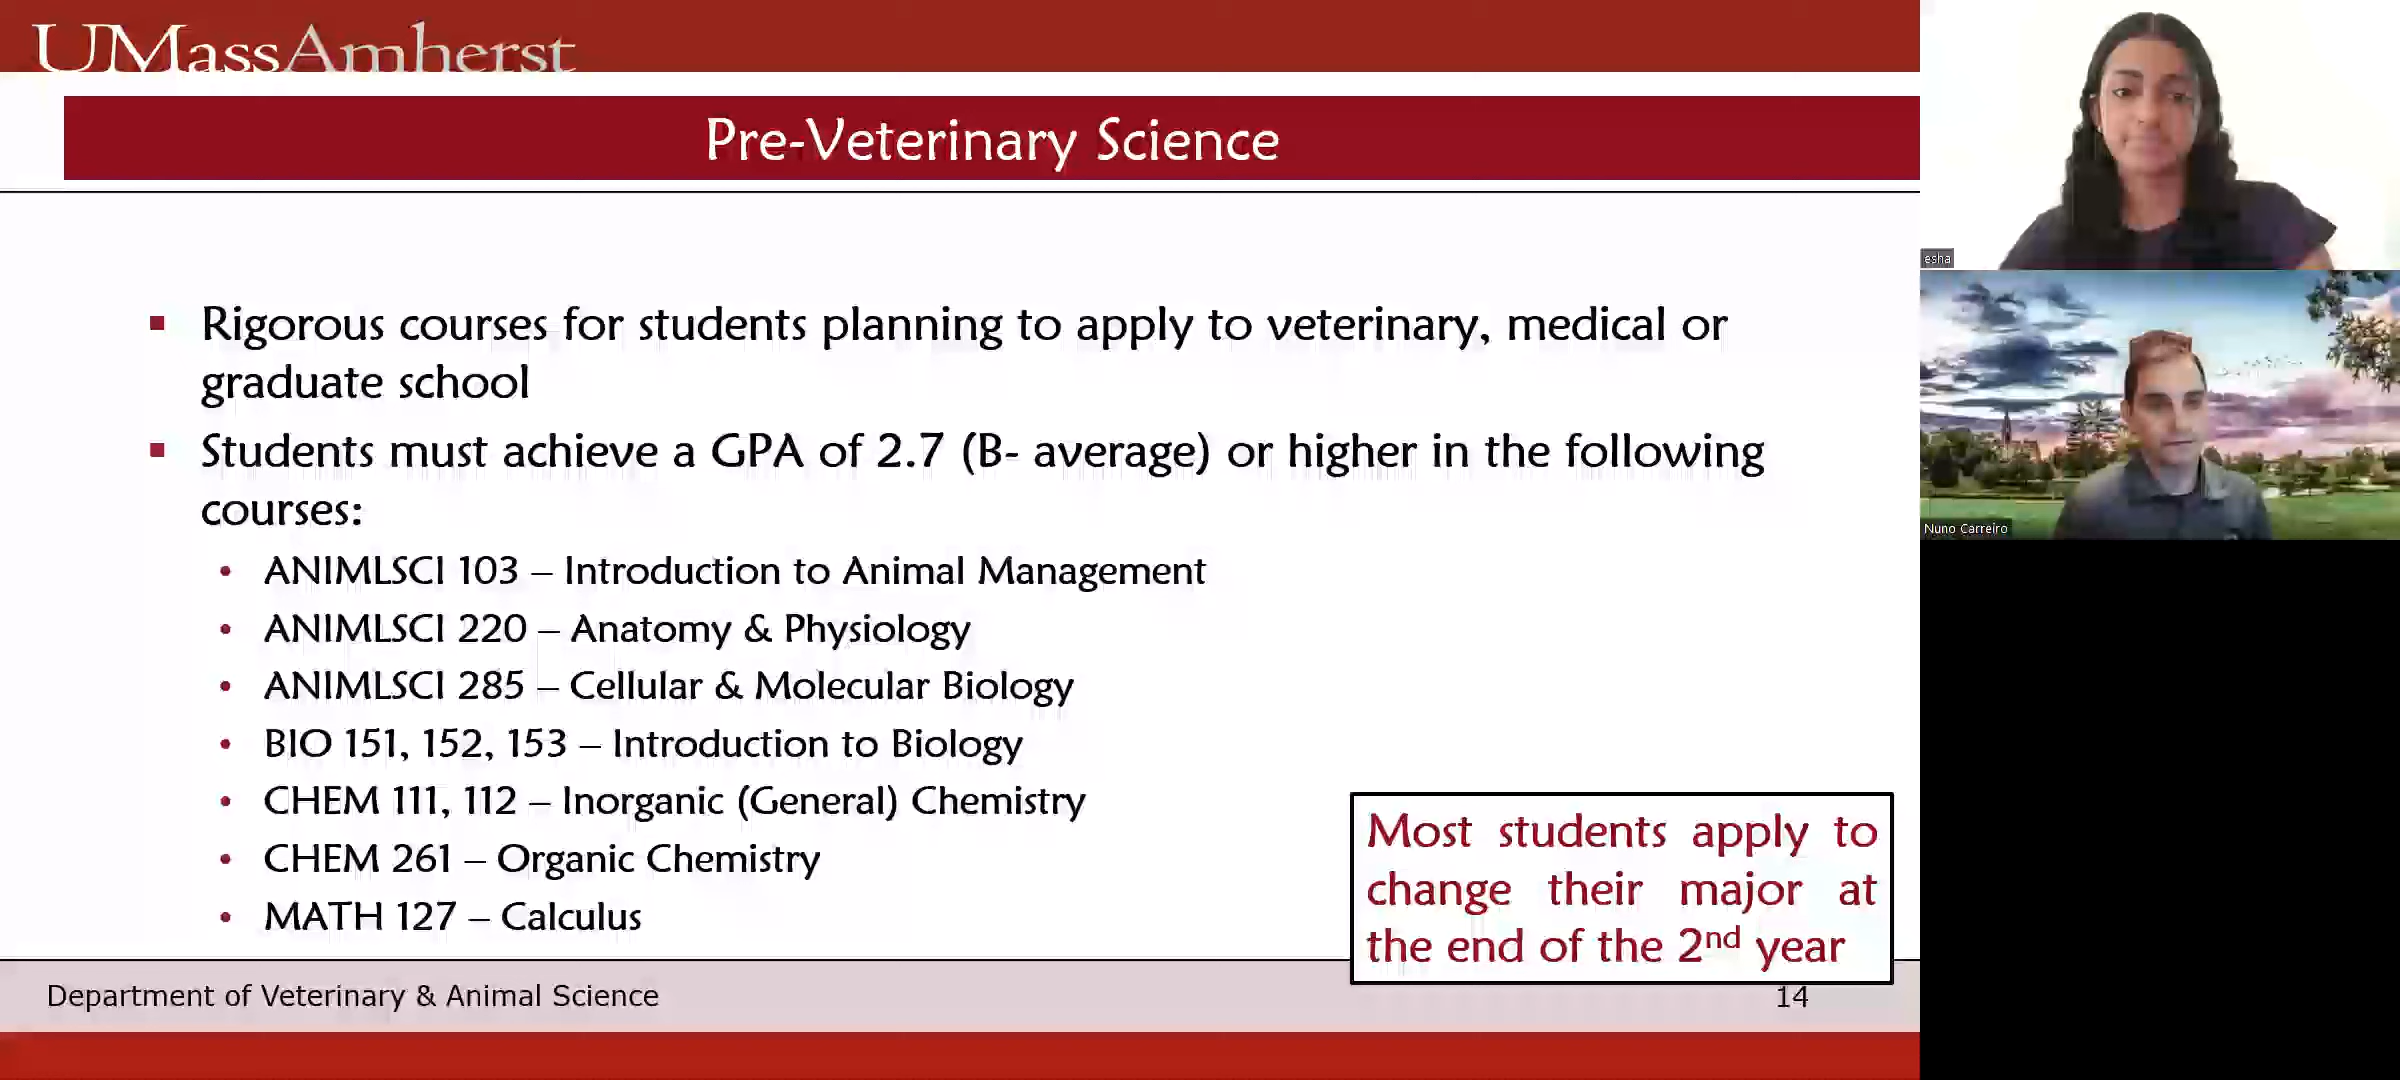 UMassAmherst
Pre-Veterinary Science
▪ Rigorous courses for students planning to apply to veterinary, medical or
graduate school
▪ Students must achieve a GPA of 2.7 (B- average) or higher in the following
courses:
• ANIMLSCI 103 – Introduction to Animal Management
• ANIMLSCI 220 – Anatomy & Physiology
• ANIMLSCI 285 – Cellular & Molecular Biology
• BIO 151, 152, 153 – Introduction to Biology
• CHEM 111, 112 – Inorganic (General) Chemistry
• CHEM 261 – Organic Chemistry
• MATH 127 – Calculus
Most students apply to
change their major at
the end of the 2nd year
Department of Veterinary & Animal Science
14
esha
Nuno Carreiro